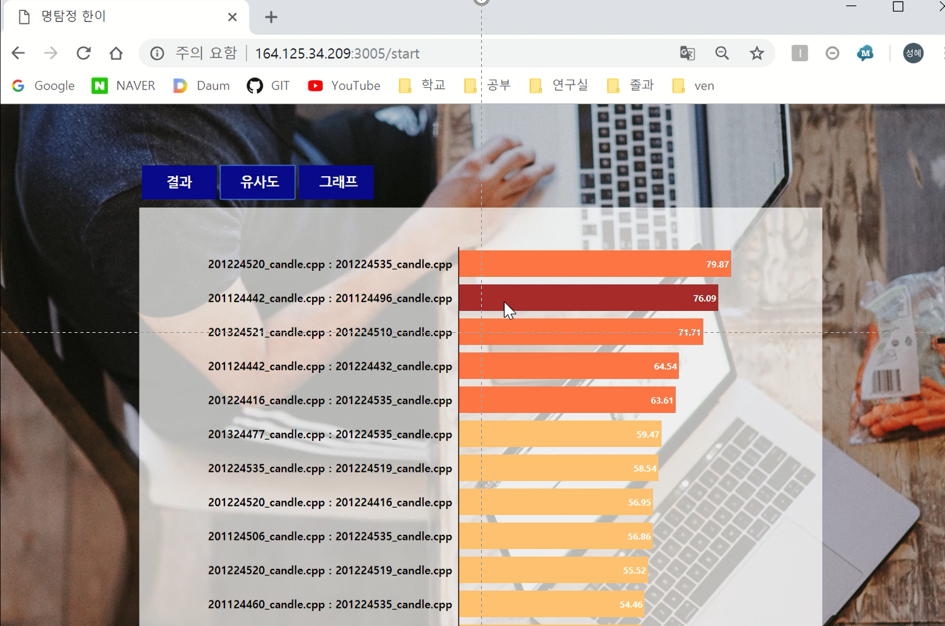 명탐정 한이
주의 요함 164.125.34.209:3005/start
성혜
Google NAVER Daum GIT YouTube 학교 공부 연구실 졸과 ven
결과 유사도 그래프
201224520_candle.cpp : 201224535_candle.cpp 79.87
201124442_candle.cpp : 201124496_candle.cpp 76.09
201324521_candle.cpp : 201224510_candle.cpp 71.71
201124442_candle.cpp : 201224432_candle.cpp 64.54
201224416_candle.cpp : 201224535_candle.cpp 63.61
201324477_candle.cpp : 201224535_candle.cpp 59.47
201224535_candle.cpp : 201224519_candle.cpp 58.54
201224520_candle.cpp : 201224416_candle.cpp 56.95
201124506_candle.cpp : 201224535_candle.cpp 56.86
201224520_candle.cpp : 201224519_candle.cpp 55.52
201124460_candle.cpp : 201224535_candle.cpp 54.46